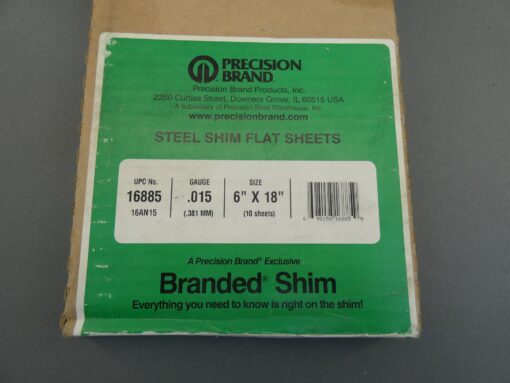 PRECISION
BRAND®
Precision Brand Products, Inc.
2250 Curtiss Street, Downers Grove, IL 60515 USA
A subsidiary of Precision Steel Warehouse, Inc.
www.precisionbrand.com
STEEL SHIM FLAT SHEETS
UPC No. GAUGE SIZE
16885 .015 6" X 18"
16AN15 (.381 MM) (10 sheets)
A Precision Brand® Exclusive
Branded® Shim
Everything you need to know is right on the shim!